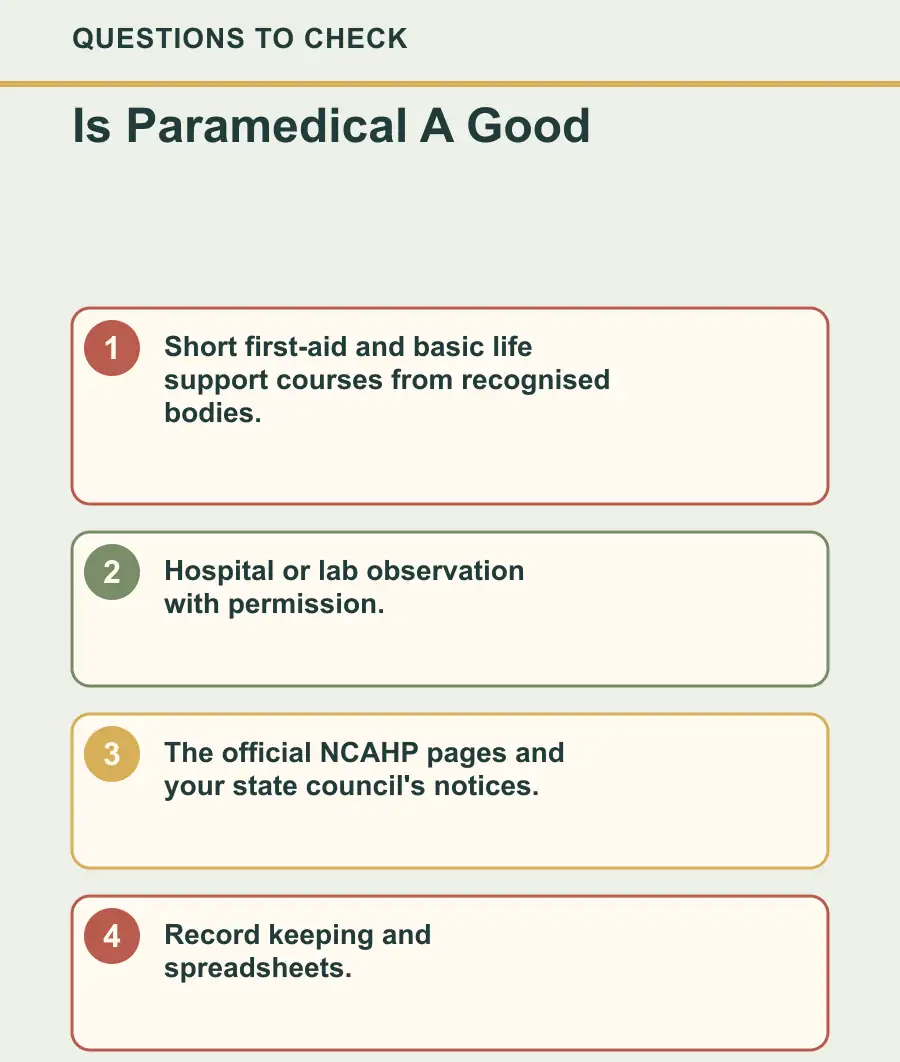 QUESTIONS TO CHECK
Is Paramedical A Good
1
Short first-aid and basic life
support courses from recognised
bodies.
2
Hospital or lab observation
with permission.
3
The official NCAHP pages and
your state council's notices.
4
Record keeping and
spreadsheets.